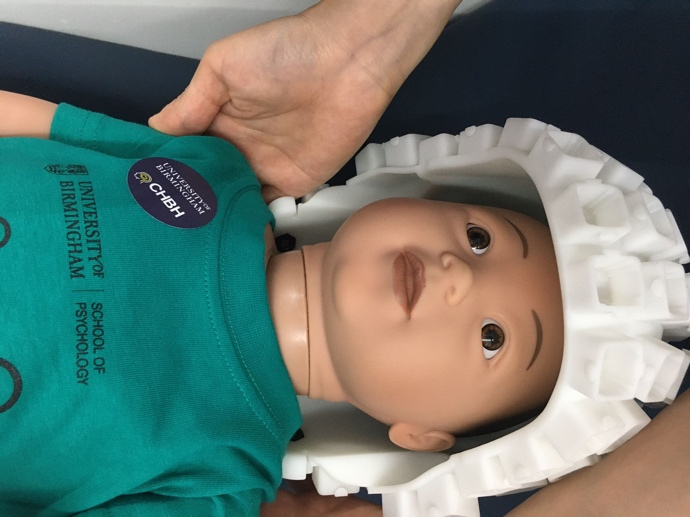 UNIVERSITY OF
BIRMINGHAM
SCHOOL OF
PSYCHOLOGY
UNIVERSITY OF
BIRMINGHAM
CHBH